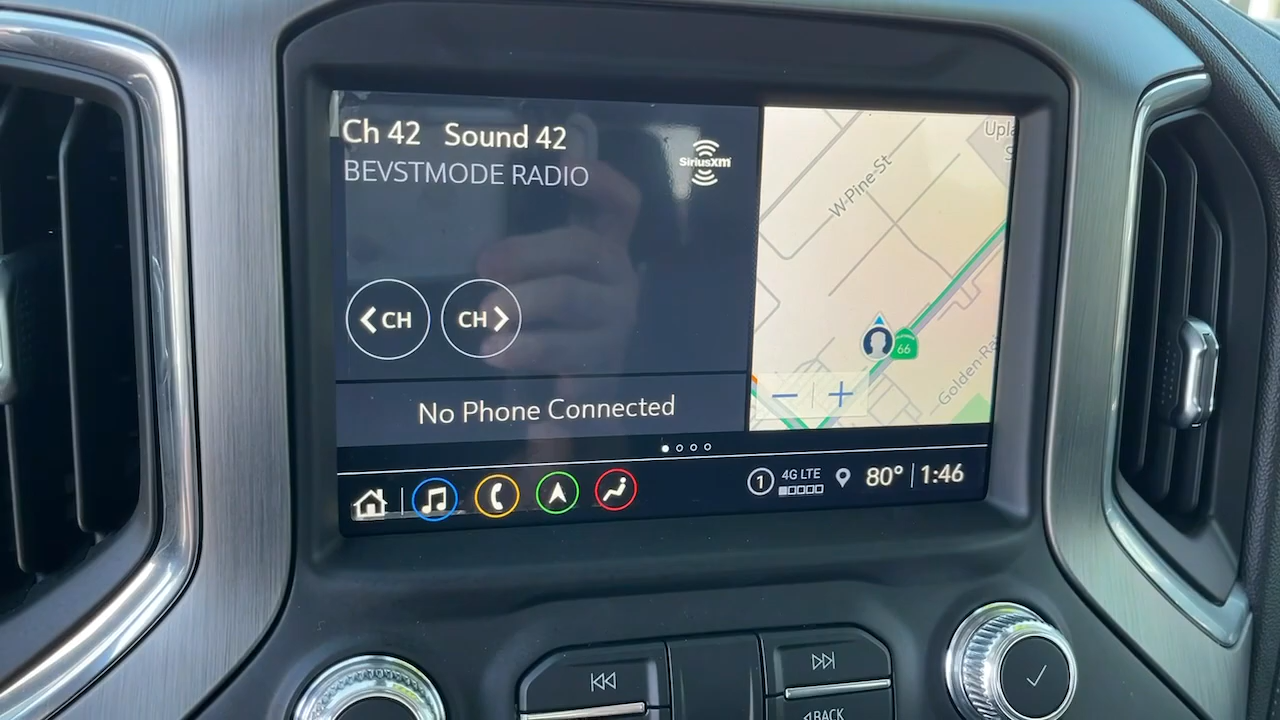 Ch 42 Sound 42
BEVSTMODE RADIO
SiriusXM
CH
CH
No Phone Connected
W-Pine-St
66
1
4G LTE
80°
1:46
BACK